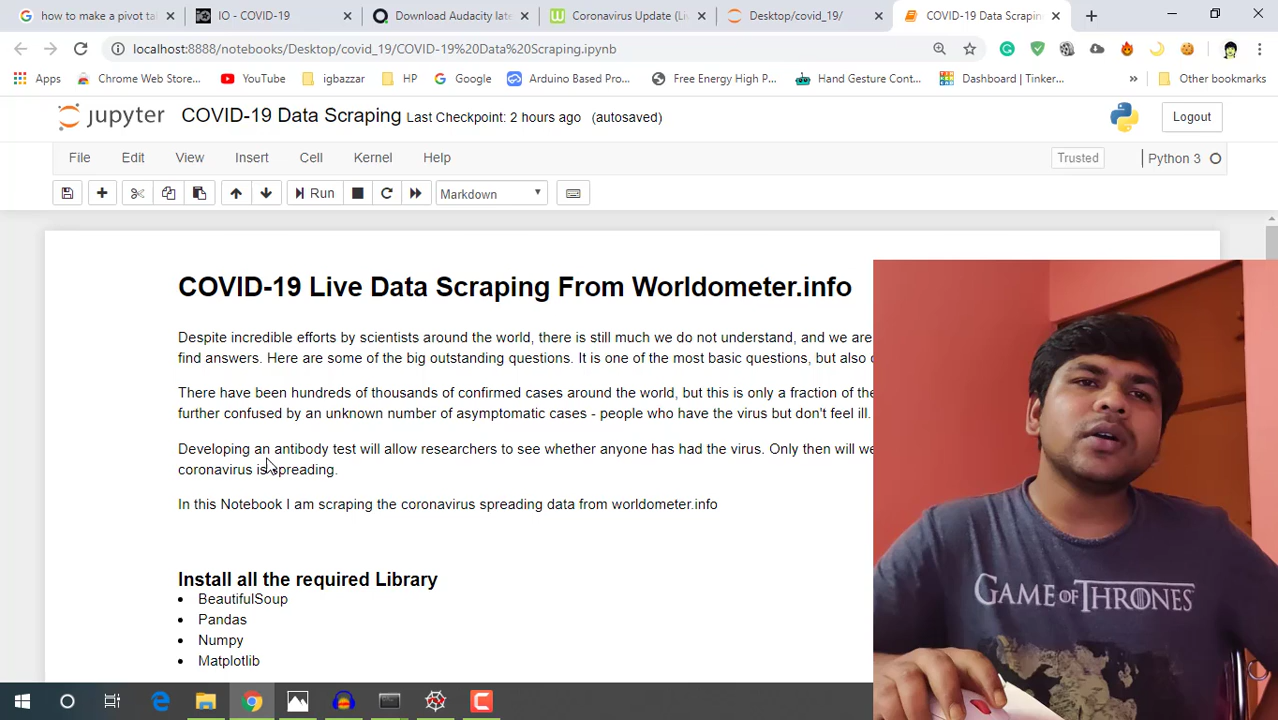 how to make a pivot tal
IO - COVID-19
Download Audacity late
Coronavirus Update (Liv
Desktop/covid_19/
COVID-19 Data Scrapin
localhost:8888/notebooks/Desktop/covid_19/COVID-19%20Data%20Scraping.ipynb
Apps
Chrome Web Store...
YouTube
igbazzar
HP
Google
Arduino Based Pro...
Free Energy High P...
Hand Gesture Cont...
Dashboard | Tinker...
Other bookmarks
jupyter
COVID-19 Data Scraping Last Checkpoint: 2 hours ago (autosaved)
Logout
File
Edit
View
Insert
Cell
Kernel
Help
Trusted
Python 3
Run
Markdown
COVID-19 Live Data Scraping From Worldometer.info
Despite incredible efforts by scientists around the world, there is still much we do not understand, and we are
find answers. Here are some of the big outstanding questions. It is one of the most basic questions, but also c
There have been hundreds of thousands of confirmed cases around the world, but this is only a fraction of the
further confused by an unknown number of asymptomatic cases - people who have the virus but don't feel ill.
Developing an antibody test will allow researchers to see whether anyone has had the virus. Only then will we
coronavirus is spreading.
In this Notebook I am scraping the coronavirus spreading data from worldometer.info
Install all the required Library
BeautifulSoup
Pandas
Numpy
Matplotlib
GAME OF THRONES